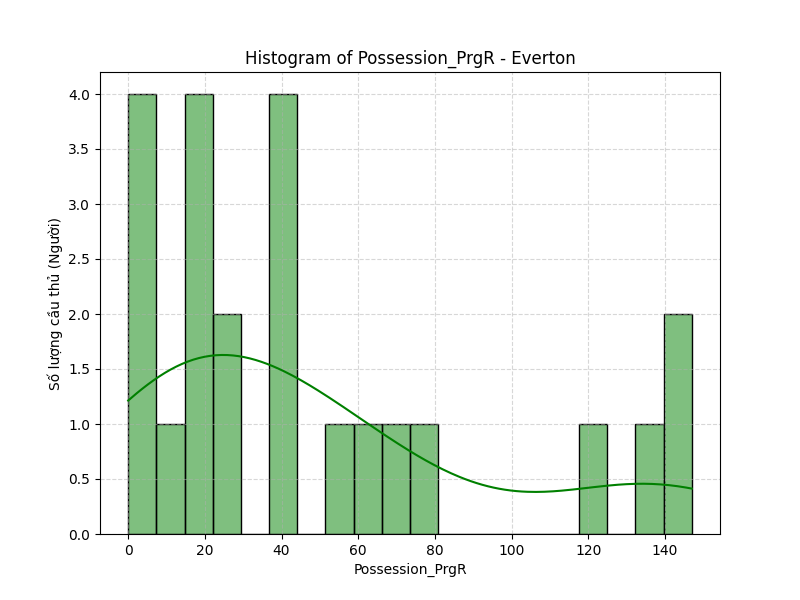 Histogram of Possession_PrgR - Everton
Số lượng cầu thủ (Người)
4.0
3.5
3.0
2.5
2.0
1.5
1.0
0.5
0.0
0 20 40 60 80 100 120 140
Possession_PrgR